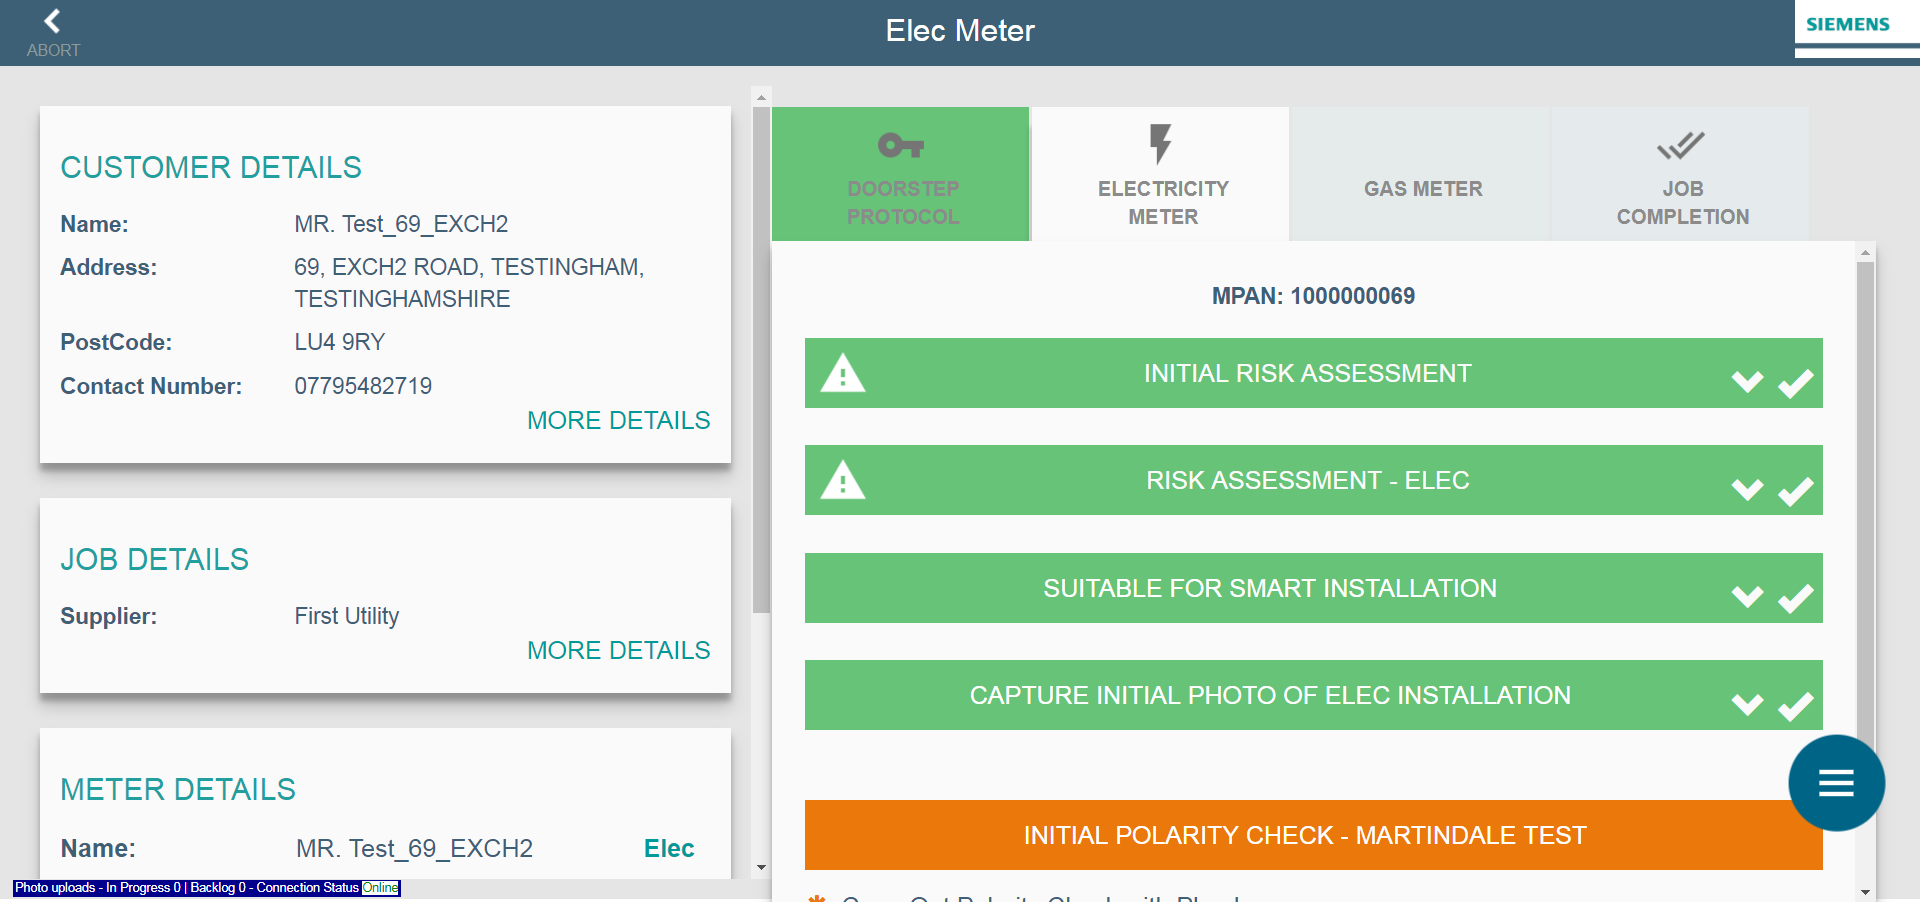 ABORT
Elec Meter
SIEMENS
CUSTOMER DETAILS
Name: MR. Test_69_EXCH2
Address: 69, EXCH2 ROAD, TESTINGHAM,
TESTINGHAMSHIRE
PostCode: LU4 9RY
Contact Number: 07795482719
MORE DETAILS
JOB DETAILS
Supplier: First Utility
MORE DETAILS
METER DETAILS
Name: MR. Test_69_EXCH2 Elec
Photo uploads - In Progress 0 | Backlog 0 - Connection Status Online
DOORSTEP
PROTOCOL
ELECTRICITY
METER
GAS METER
JOB
COMPLETION
MPAN: 1000000069
INITIAL RISK ASSESSMENT
RISK ASSESSMENT - ELEC
SUITABLE FOR SMART INSTALLATION
CAPTURE INITIAL PHOTO OF ELEC INSTALLATION
INITIAL POLARITY CHECK - MARTINDALE TEST